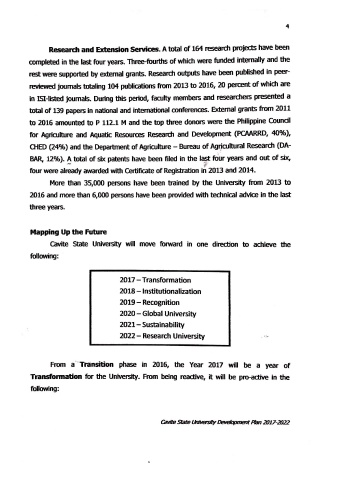 4
Research and Extension Services. A total of 164 research projects have been
completed in the last four years. Three-fourths of which were funded internally and the
rest were supported by external grants. Research outputs have been published in peer-
reviewed journals totaling 104 publications from 2013 to 2016, 20 percent of which are
in ISI-listed journals. During this period, faculty members and researchers presented a
total of 139 papers in national and international conferences. External grants from 2011
to 2016 amounted to P 112.1 M and the top three donors were the Philippine Council
for Agriculture and Aquatic Resources Research and Development (PCAARRD, 40%),
CHED (24%) and the Department of Agriculture – Bureau of Agricultural Research (DA-
BAR, 12%). A total of six patents have been filed in the last four years and out of six,
four were already awarded with Certificate of Registration in 2013 and 2014.
More than 35,000 persons have been trained by the University from 2013 to
2016 and more than 6,000 persons have been provided with technical advice in the last
three years.
Mapping Up the Future
Cavite State University will move forward in one direction to achieve the
following:
2017 – Transformation
2018 – Institutionalization
2019 – Recognition
2020 – Global University
2021 – Sustainability
2022 – Research University
From a Transition phase in 2016, the Year 2017 will be a year of
Transformation for the University. From being reactive, it will be pro-active in the
following:
Cavite State University Development Plan 2017-2022